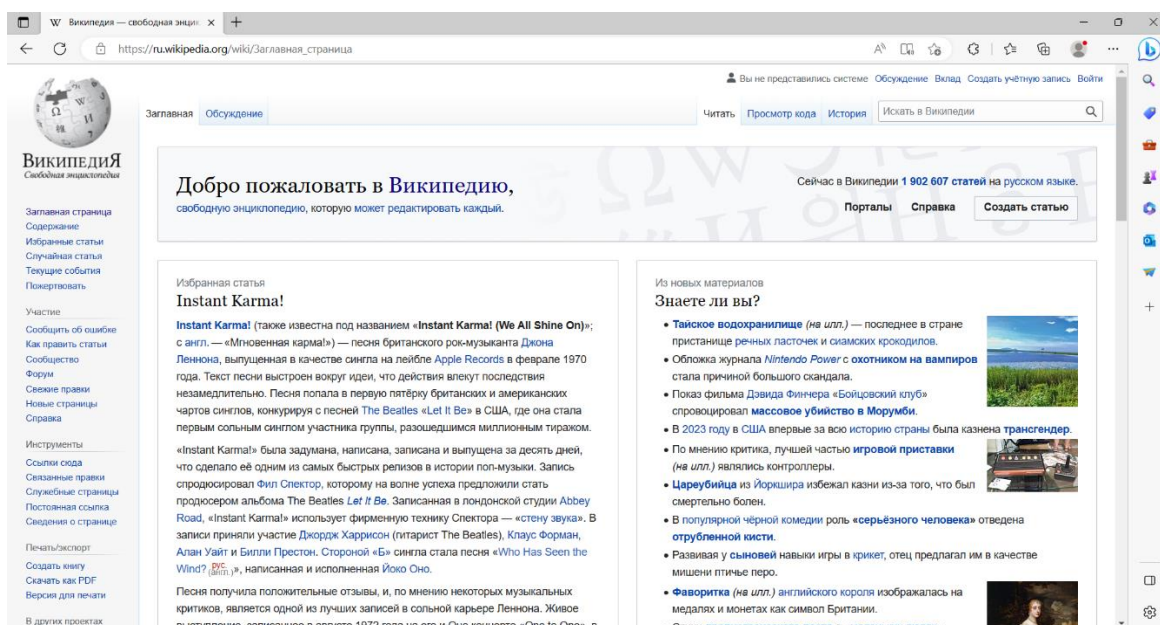 Википедия — свободная энцик
https://ru.wikipedia.org/wiki/Заглавная_страница
Вы не представились системе Обсуждение Вклад Создать учётную запись Войти
Заглавная Обсуждение
Читать Просмотр кода История Искать в Википедии
ВикипедиЯ
Свободная энциклопедия
Заглавная страница
Содержание
Избранные статьи
Случайная статья
Текущие события
Пожертвовать
Участие
Сообщить об ошибке
Как править статьи
Сообщество
Форум
Свежие правки
Новые страницы
Справка
Инструменты
Ссылки сюда
Связанные правки
Служебные страницы
Постоянная ссылка
Сведения о странице
Печать/экспорт
Создать книгу
Скачать как PDF
Версия для печати
В других проектах
Добро пожаловать в Википедию,
свободную энциклопедию, которую может редактировать каждый.
Сейчас в Википедии 1 902 607 статей на русском языке.
Порталы Справка Создать статью
Избранная статья
Instant Karma!
Instant Karma! (также известна под названием «Instant Karma! (We All Shine On)»;
с англ. — «Мгновенная карма!») — песня британского рок-музыканта Джона
Леннона, выпущенная в качестве сингла на лейбле Apple Records в феврале 1970
года. Текст песни выстроен вокруг идеи, что действия влекут последствия
незамедлительно. Песня попала в первую пятёрку британских и американских
чартов синглов, конкурируя с песней The Beatles «Let It Be» в США, где она стала
первым сольным синглом участника группы, разошедшимся миллионным тиражом.
«Instant Karma!» была задумана, написана, записана и выпущена за десять дней,
что сделало её одним из самых быстрых релизов в истории поп-музыки. Запись
спродюсировал Фил Спектор, которому на волне успеха предложили стать
продюсером альбома The Beatles Let It Be. Записанная в лондонской студии Abbey
Road, «Instant Karma!» использует фирменную технику Спектора — «стену звука». В
записи приняли участие Джордж Харрисон (гитарист The Beatles), Клаус Форман,
Алан Уайт и Билли Престон. Стороной «Б» сингла стала песня «Who Has Seen the
Wind? рус. (англ.)», написанная и исполненная Йоко Оно.
Песня получила положительные отзывы, и, по мнению некоторых музыкальных
критиков, является одной из лучших записей в сольной карьере Леннона. Живое
Из новых материалов
Знаете ли вы?
Тайское водохранилище (на илл.) — последнее в стране
пристанище речных ласточек и сиамских крокодилов.
Обложка журнала Nintendo Power с охотником на вампиров
стала причиной большого скандала.
Показ фильма Дэвида Финчера «Бойцовский клуб»
спровоцировал массовое убийство в Морумби.
В 2023 году в США впервые за всю историю страны была казнена трансгендер.
По мнению критика, лучшей частью игровой приставки
(на илл.) являлись контроллеры.
Цареубийца из Йоркшира избежал казни из-за того, что был
смертельно болен.
В популярной чёрной комедии роль «серьёзного человека» отведена
отрубленной кисти.
Развивая у сыновей навыки игры в крикет, отец предлагал им в качестве
мишени птичье перо.
Фаворитка (на илл.) английского короля изображалась на
медалях и монетах как символ Британии.